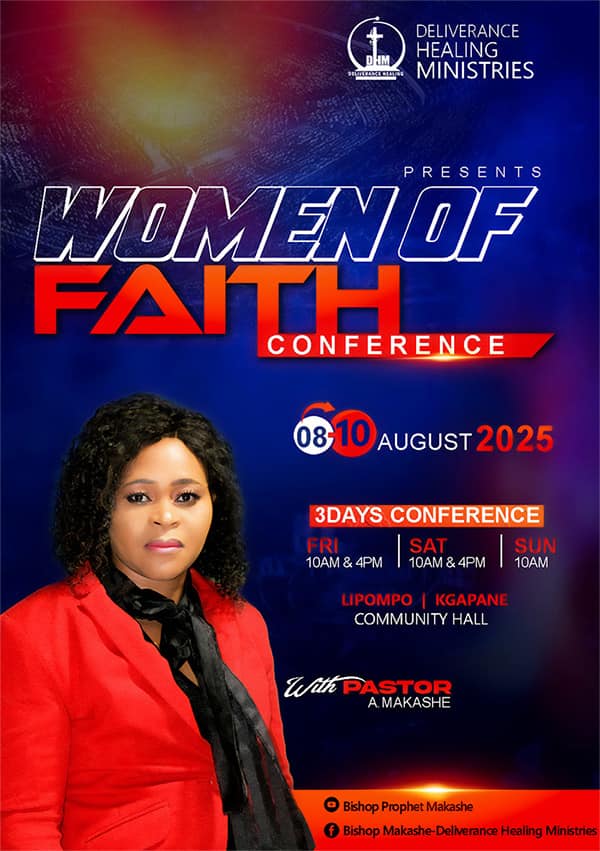 DHM
DELIVERANCE HEALING
DELIVERANCE
HEALING
MINISTRIES
PRESENTS
WOMEN OF
FAITH
CONFERENCE
08-10 AUGUST 2025
3DAYS CONFERENCE
FRI
10AM & 4PM
SAT
10AM & 4PM
SUN
10AM
LIPOMPO | KGAPANE
COMMUNITY HALL
With PASTOR
A.MAKASHE
Bishop Prophet Makashe
Bishop Makashe-Deliverance Healing Ministries